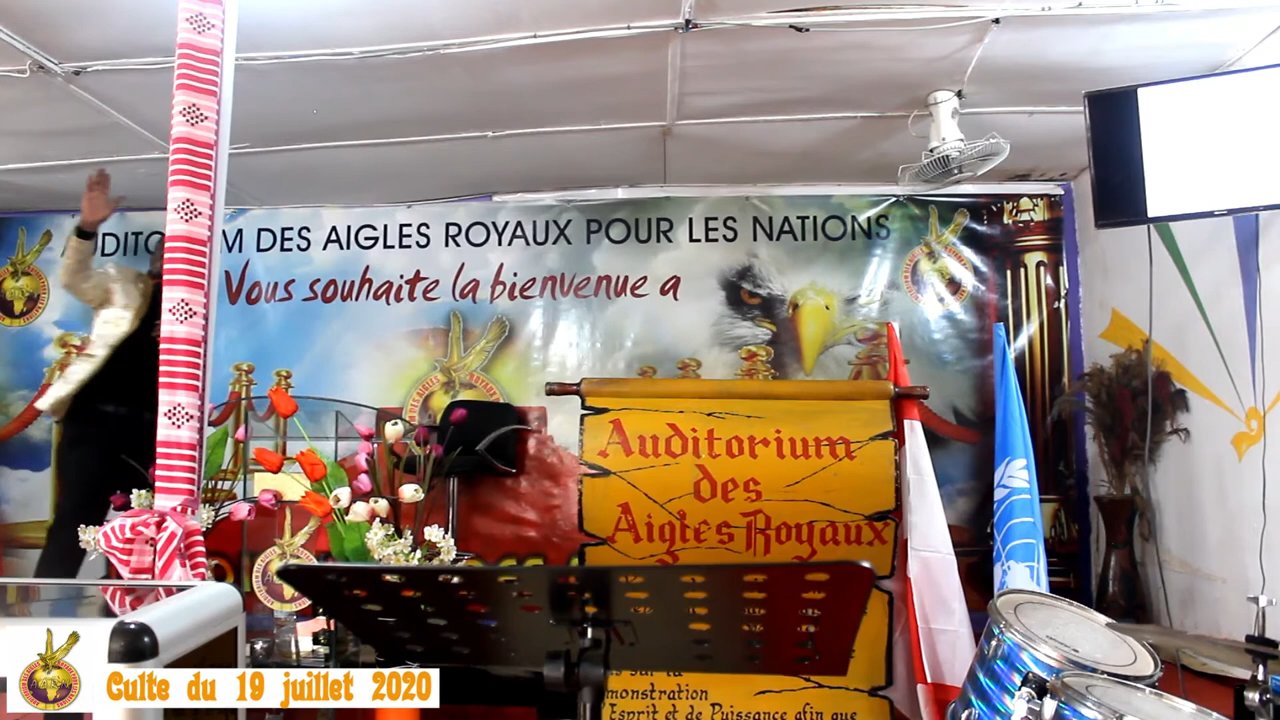 M DES AIGLES ROYAUX POUR LES NATIONS
Vous souhaite la bienvenue a
Auditorium
des
Aigles Royaux
monstration
Esprit et de Puissance afin que
Culte du 19 juillet 2020